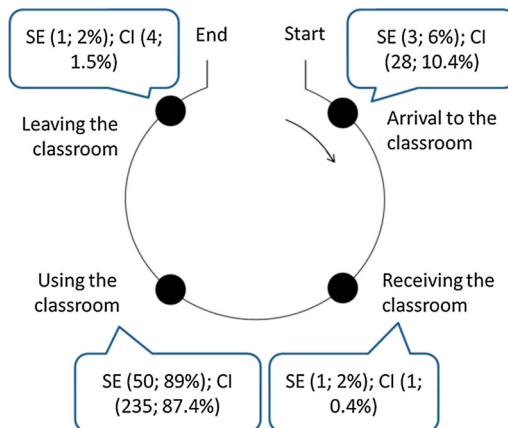 SE (1; 2%); CI (4;
1.5%)
End
Start
SE (3; 6%); CI
(28; 10.4%)
Leaving the
classroom
Arrival to the
classroom
Using the
classroom
Receiving the
classroom
SE (50; 89%); CI
(235; 87.4%)
SE (1; 2%); CI (1;
0.4%)